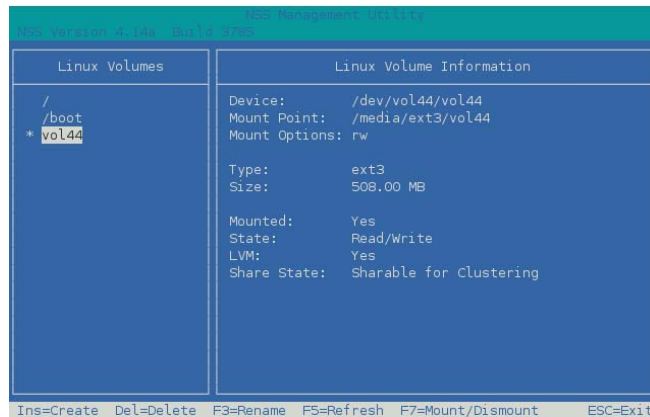 NSS Management Utility
NSS Version 4.14a Build 3785
Linux Volumes
/
/boot
* vol44
Linux Volume Information
Device: /dev/vol44/vol44
Mount Point: /media/ext3/vol44
Mount Options: rw
Type: ext3
Size: 508.00 MB
Mounted: Yes
State: Read/Write
LVM: Yes
Share State: Sharable for Clustering
Ins=Create Del=Delete F3=Rename F5=Refresh F7=Mount/Dismount ESC=Exit